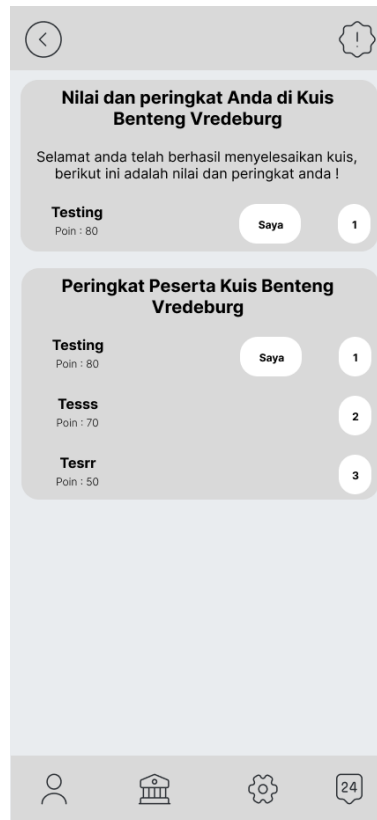 Nilai dan peringkat Anda di Kuis
Benteng Vredeburg
Selamat anda telah berhasil menyelesaikan kuis,
berikut ini adalah nilai dan peringkat anda !
Testing
Poin : 80
Saya
1
Peringkat Peserta Kuis Benteng
Vredeburg
Testing
Poin : 80
Saya
1
Tesss
Poin : 70
2
Tesrr
Poin : 50
3
24